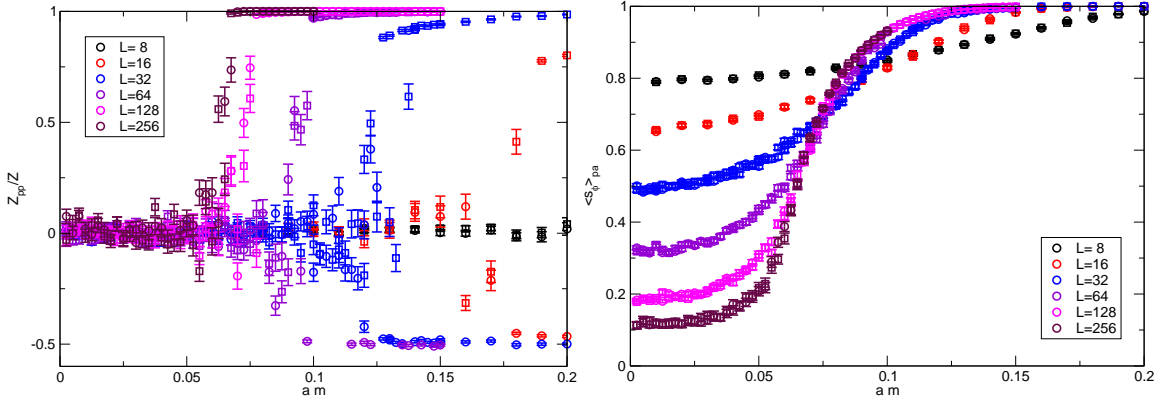 1
0.5
0
-0.5
0
0.05
0.1
0.15
0.2
a m
Z_pp/Z
L= 8
L=16
L=32
L=64
L=128
L=256
1
0.8
0.6
0.4
0.2
0
0
0.05
0.1
0.15
0.2
a m
<s_ϕ>_pa
L= 8
L=16
L=32
L=64
L=128
L=256